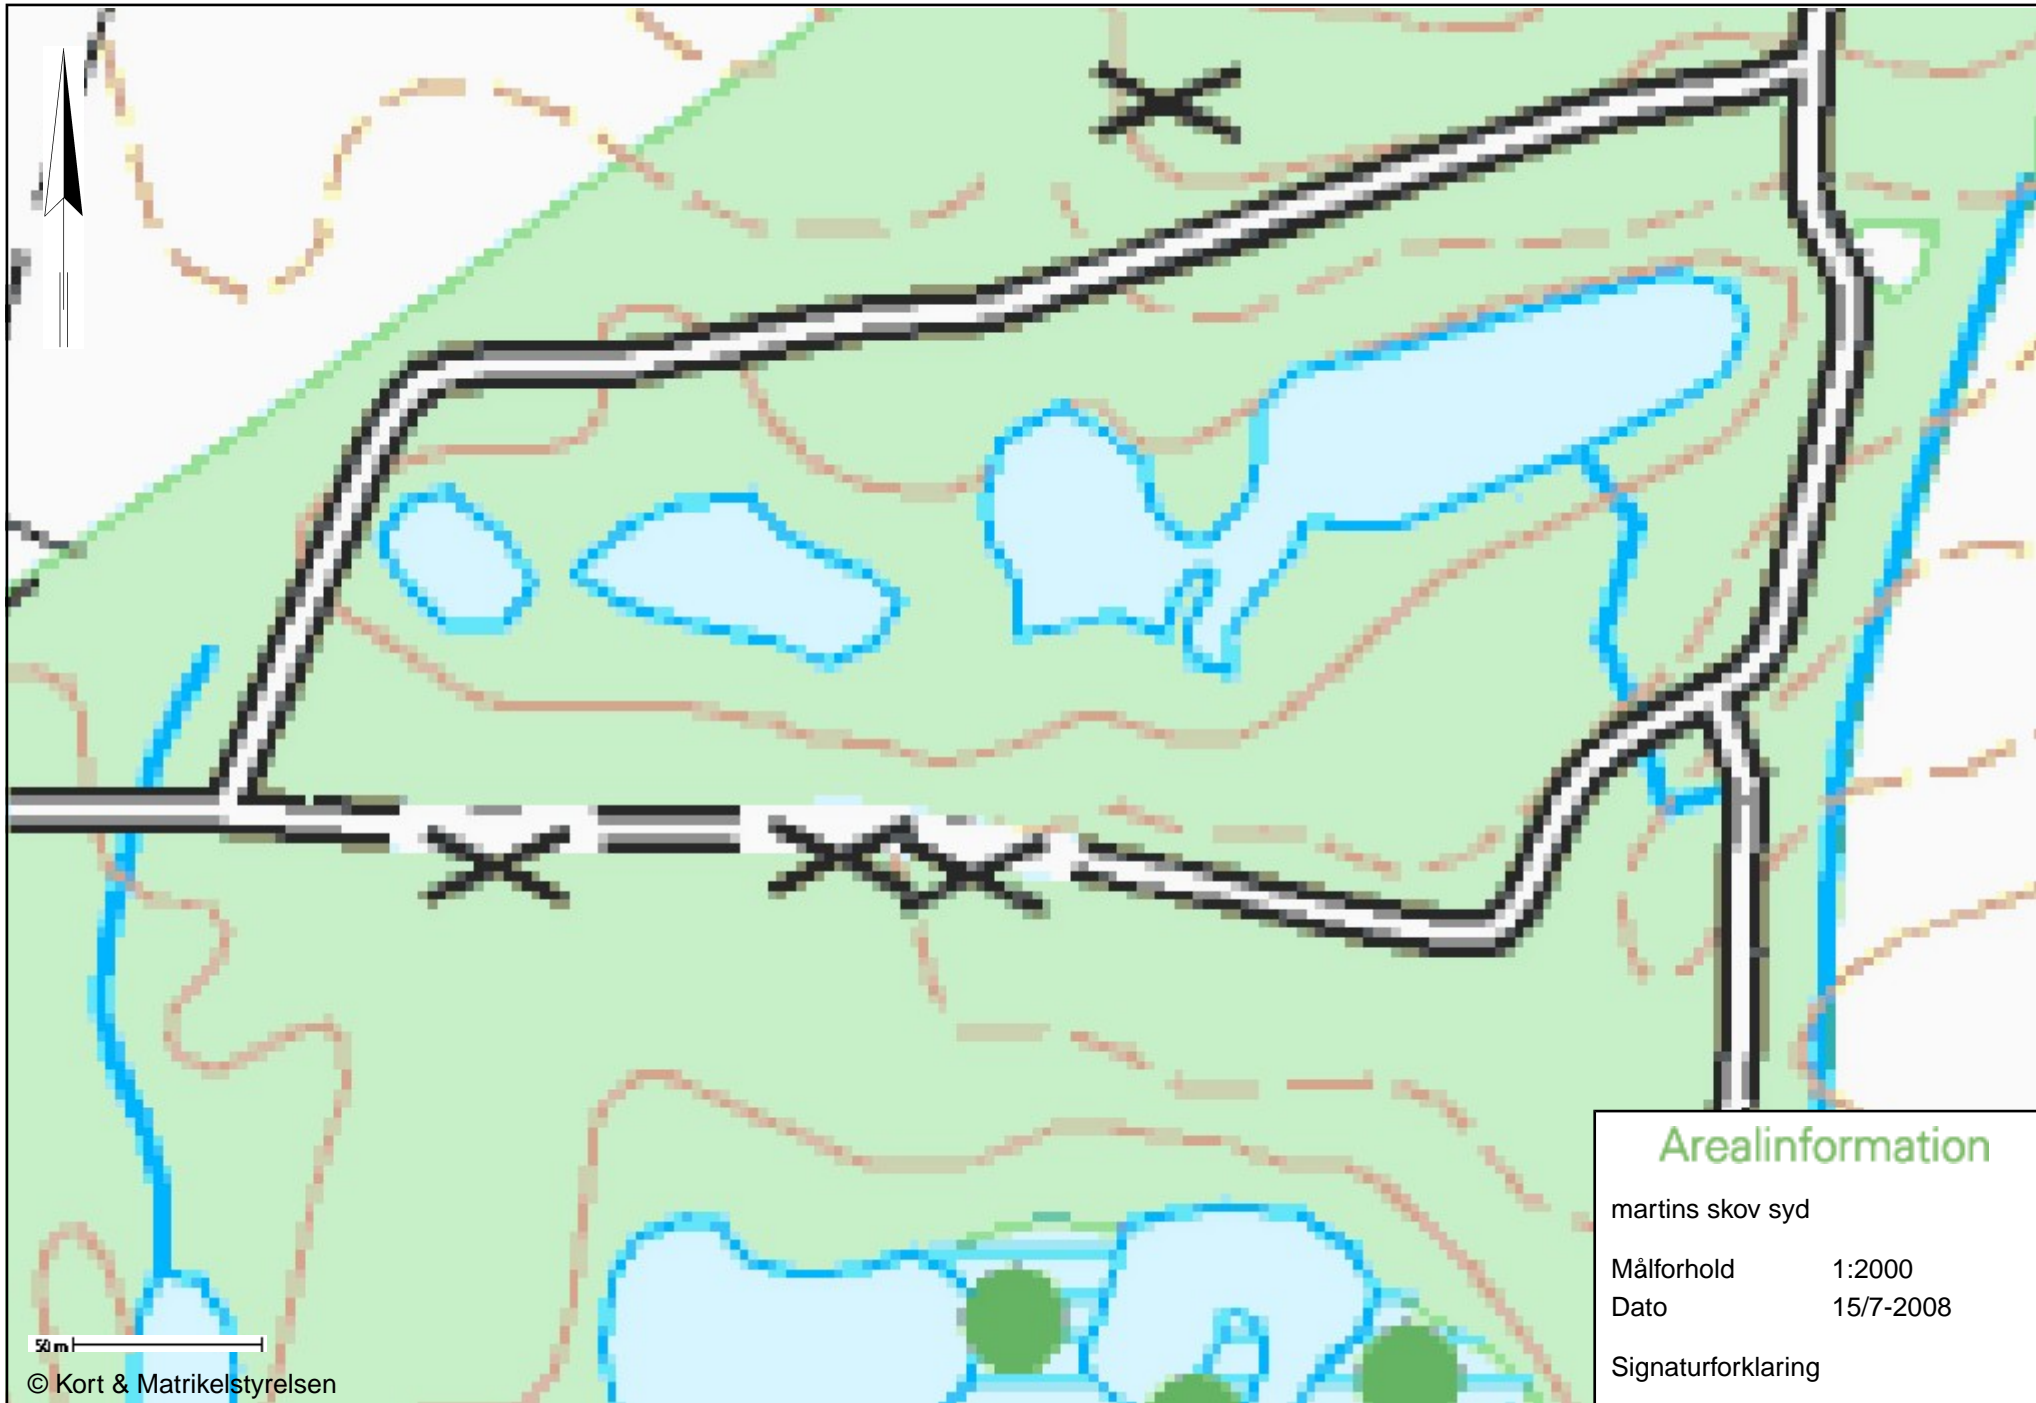 Arealinformation
martins skov syd
Målforhold 1:2000
Dato 15/7-2008
Signaturforklaring
50 m
© Kort & Matrikelstyrelsen